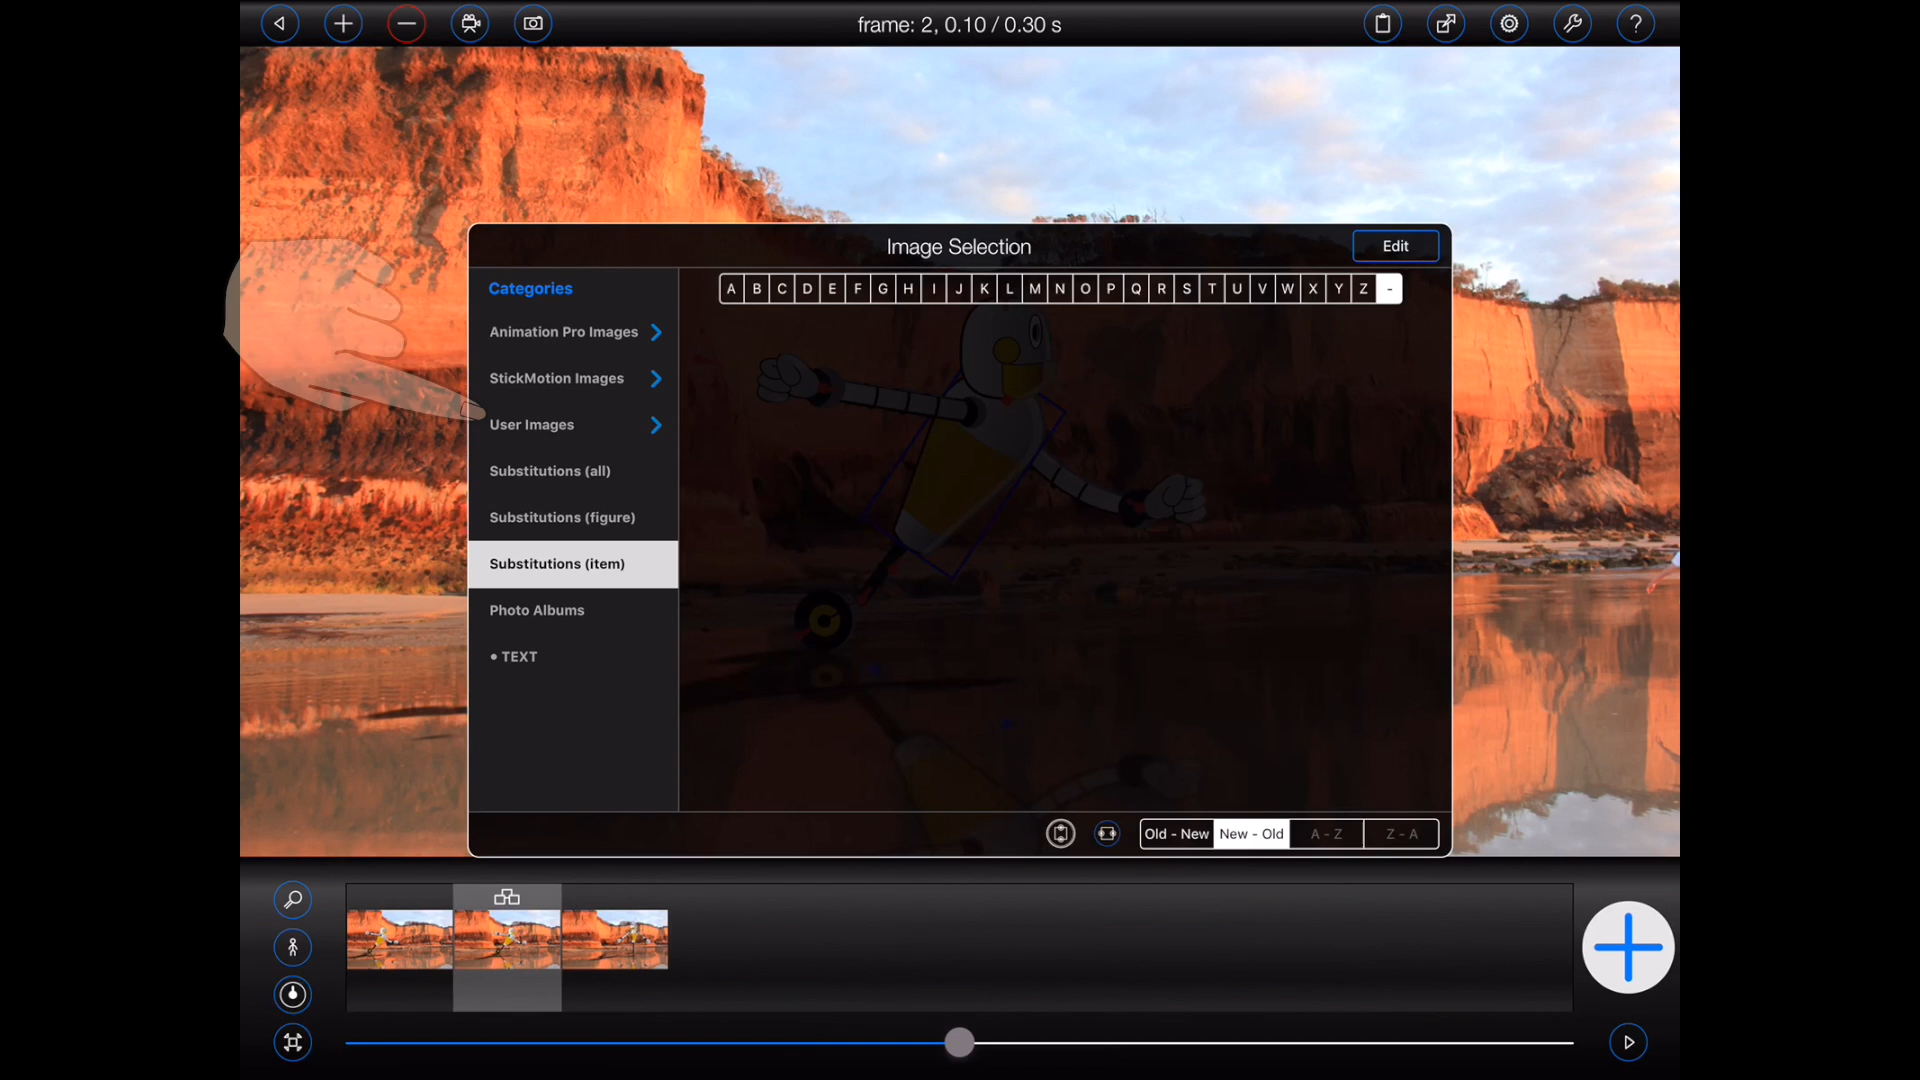 frame: 2, 0.10 / 0.30 s
?
Image Selection
Edit
Categories
A B C D E F G H I J K L M N O P Q R S T U V W X Y Z -
Animation Pro Images
StickMotion Images
User Images
Substitutions (all)
Substitutions (figure)
Substitutions (item)
Photo Albums
• TEXT
Old - New New - Old A - Z Z - A